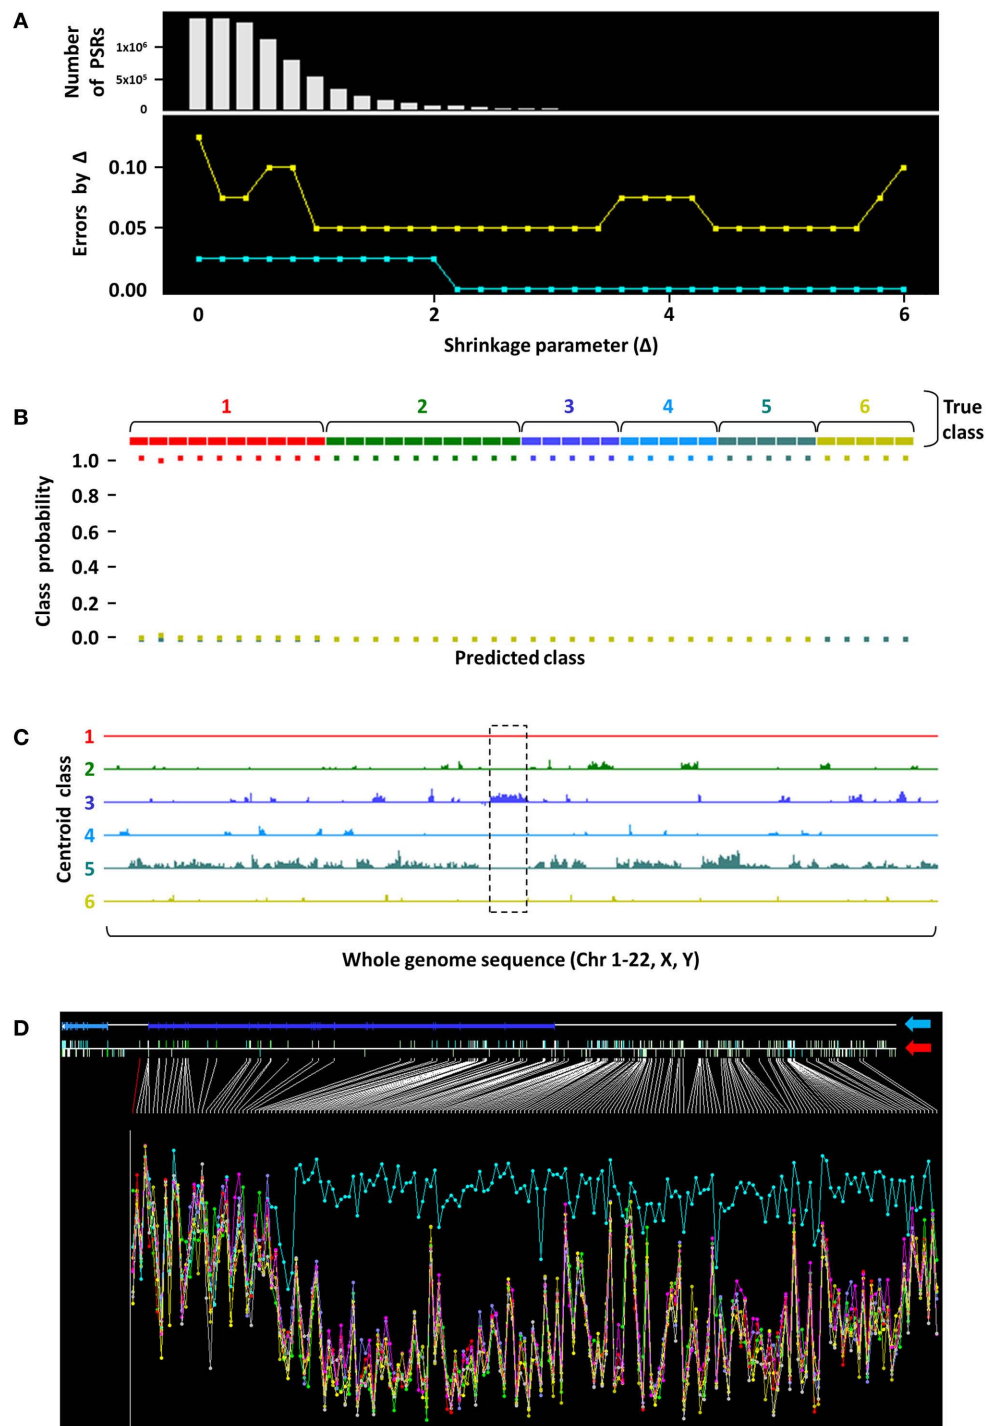 A
Number of PSRs
1x10⁶
5x10⁵
0
Errors by Δ
0.10
0.05
0.00
0 2 4 6
Shrinkage parameter (Δ)
B
1 2 3 4 5 6
True class
Class probability
1.0
0.8
0.6
0.4
0.2
0.0
Predicted class
C
Centroid class
1
2
3
4
5
6
Whole genome sequence (Chr 1-22, X, Y)
D